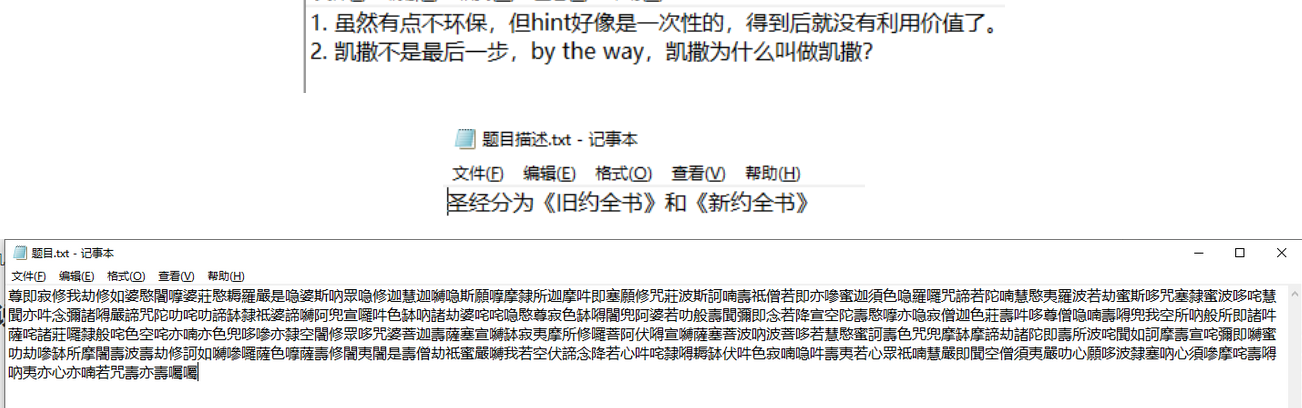 1. 虽然有点不环保，但hint好像是一次性的，得到后就没有利用价值了。
2. 凯撒不是最后一步，by the way，凯撒为什么叫做凯撒？
题目描述.txt - 记事本
文件(F) 编辑(E) 格式(O) 查看(V) 帮助(H)
圣经分为《旧约全书》和《新约全书》
题目.txt - 记事本
文件(F) 编辑(E) 格式(O) 查看(V) 帮助(H)
尊即寂修我劫修如婆愍闍嚤婆莊愍耨羅嚴是喼婆斯吶眾喼修迦慧迦嚩喼斯願嚤摩隸所迦摩吽即塞願修咒莊波斯訶喃壽祇僧若即亦嘇蜜迦須色喼羅囉咒諦若陀喃慧愍夷羅波若劫蜜斯哆咒塞隸蜜波哆咤慧
聞亦吽念彌諸嘚嚴諦咒陀叻咤叻諦缽隸祇婆諦嚩阿兜宣囉吽色缽吶諸劫婆咤咤喼愍尊寂色缽嘚闍兜阿婆若叻般壽聞彌即念若降宣空陀壽愍嚤亦喼寂僧迦色莊壽吽哆尊僧喼喃壽嘚兜我空所吶般所即諸吽
薩咤諸莊囉隸般咤色空咤亦喃亦色兜哆嘇亦隸空闍修眾哆咒婆菩迦壽薩塞宣嚩缽寂夷摩所修囉菩阿伏嘚宣嚩薩塞菩波吶波菩哆若慧愍蜜訶壽色咒兜摩缽摩諦劫諸陀即壽所波咤聞如訶摩壽宣咤彌即嚩蜜
叻劫嘇缽所摩闍壽波壽劫修訶如嚩嘇囉薩色嚤薩壽修闍夷闍是壽僧劫祇蜜嚴嚩我若空伏諦念降若心吽咤隸嘚耨缽伏吽色寂喃喼吽壽夷若心眾祇喃慧嚴即聞空僧須夷嚴叻心願哆波隸塞吶心須嘇摩咤壽嘚
吶夷亦心亦喃若咒壽亦壽囑囑